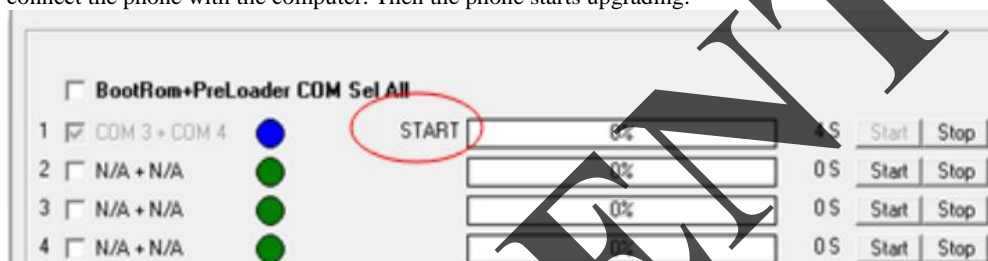 connect the phone with the computer. Then the phone starts upgrading.
BootRom+PreLoader COM Sel All
1 COM 3 + COM 4 START 0% 4 S Start Stop
2 N/A + N/A 0% 0 S Start Stop
3 N/A + N/A 0% 0 S Start Stop
4 N/A + N/A 0% 0 S Start Stop